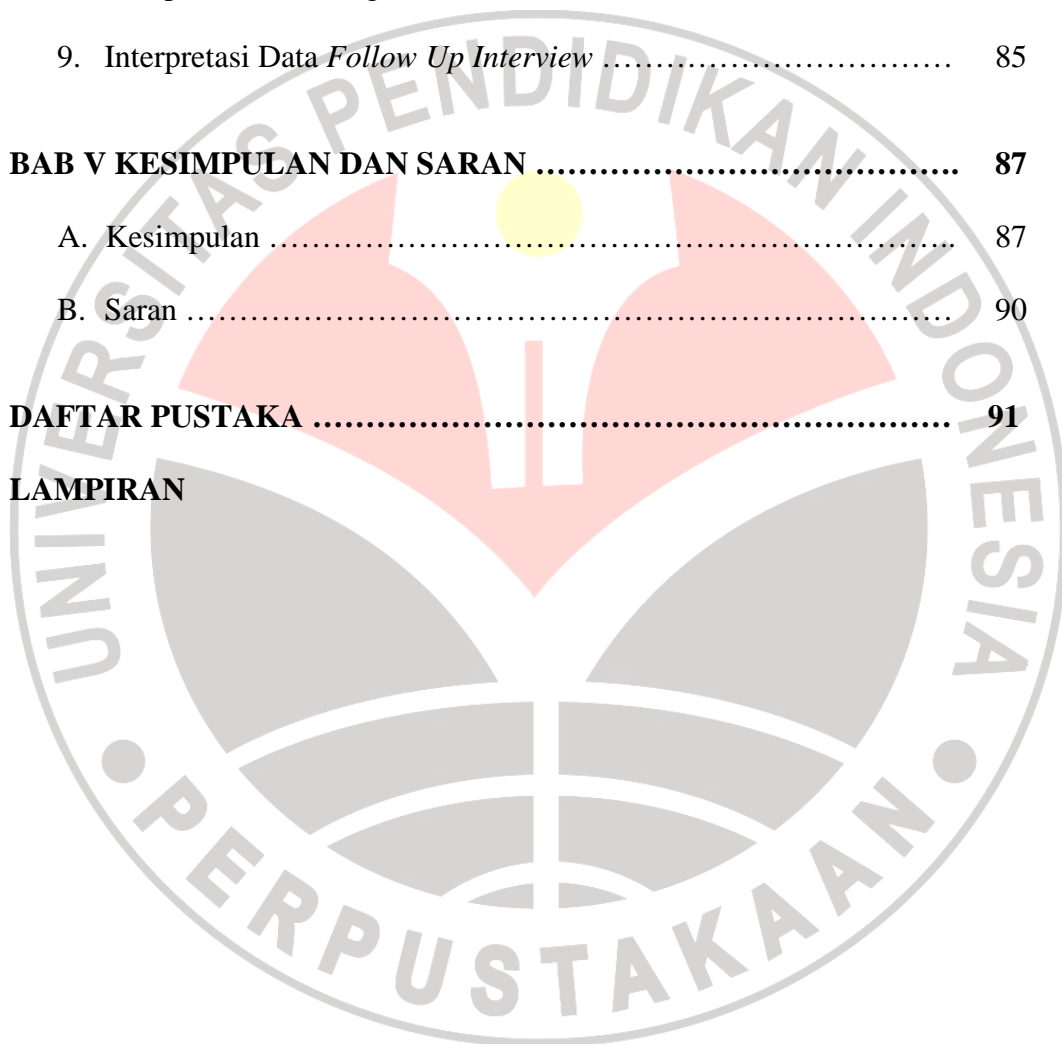 9. Interpretasi Data Follow Up Interview …………………………… 85
BAB V KESIMPULAN DAN SARAN …………………………………. 87
A. Kesimpulan ……………………………………………………….. 87
B. Saran ……………………………………………………………… 90
DAFTAR PUSTAKA …………………………………………………… 91
LAMPIRAN
UNIVERSITAS PENDIDIKAN INDONESIA
PERPUSTAKAAN